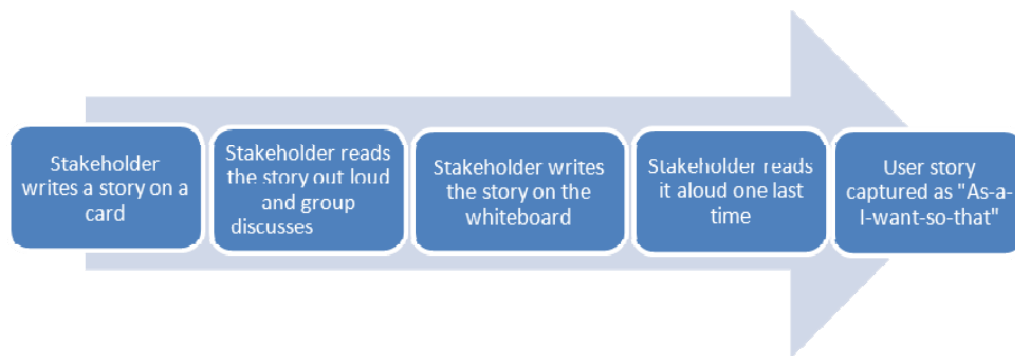 Stakeholder
writes a story on a
card
Stakeholder reads
the story out loud
and group
discusses
Stakeholder writes
the story on the
whiteboard
Stakeholder reads
it aloud one last
time
User story
captured as "As-a-
I-want-so-that"